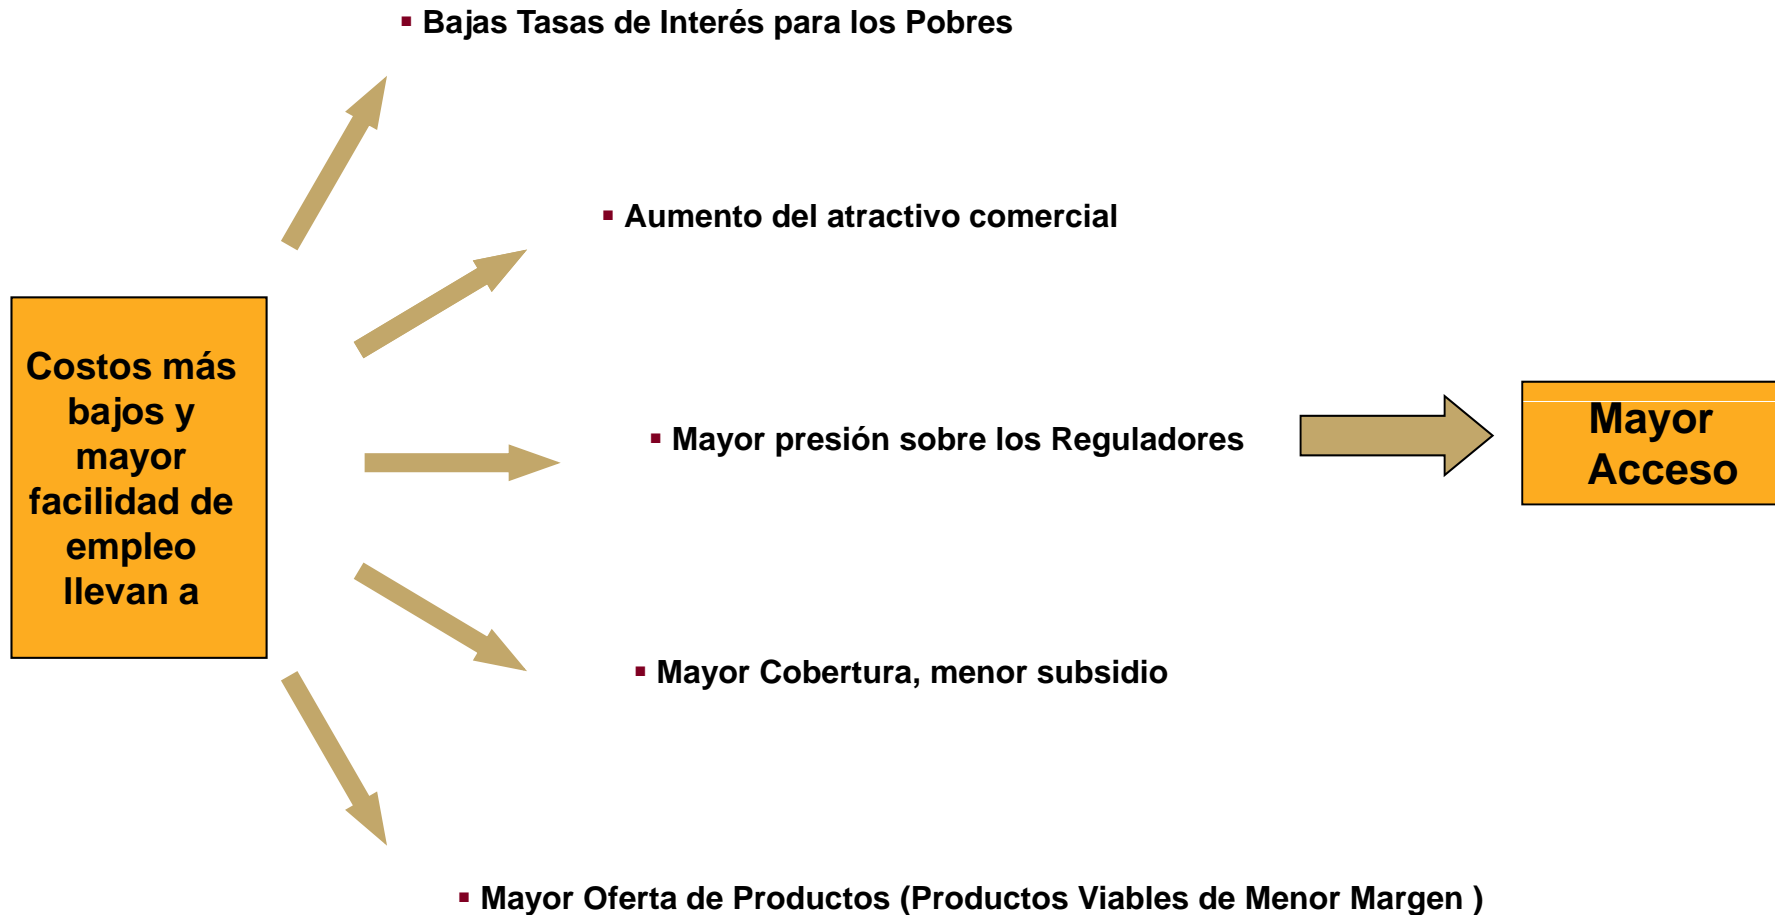 ▪ Bajas Tasas de Interés para los Pobres
▪ Aumento del atractivo comercial
Costos más
bajos y
mayor
facilidad de
empleo
llevan a
▪ Mayor presión sobre los Reguladores
Mayor
Acceso
▪ Mayor Cobertura, menor subsidio
▪ Mayor Oferta de Productos (Productos Viables de Menor Margen )